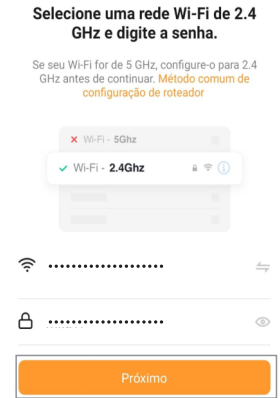 Selecione uma rede Wi-Fi de 2.4
GHz e digite a senha.
Se seu Wi-Fi for de 5 GHz, configure-o para 2.4
GHz antes de continuar. Método comum de
configuração de roteador
Wi-Fi - 5Ghz
Wi-Fi - 2.4Ghz
Próximo